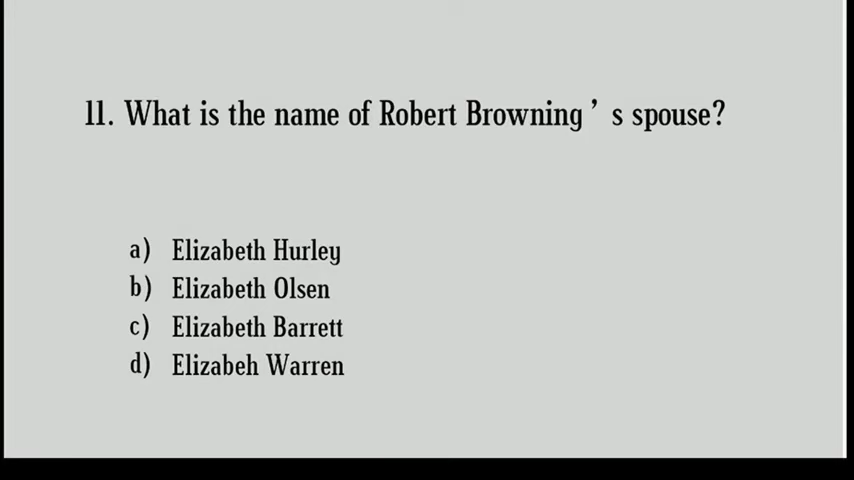 11. What is the name of Robert Browning ’ s spouse?
a) Elizabeth Hurley
b) Elizabeth Olsen
c) Elizabeth Barrett
d) Elizabeh Warren